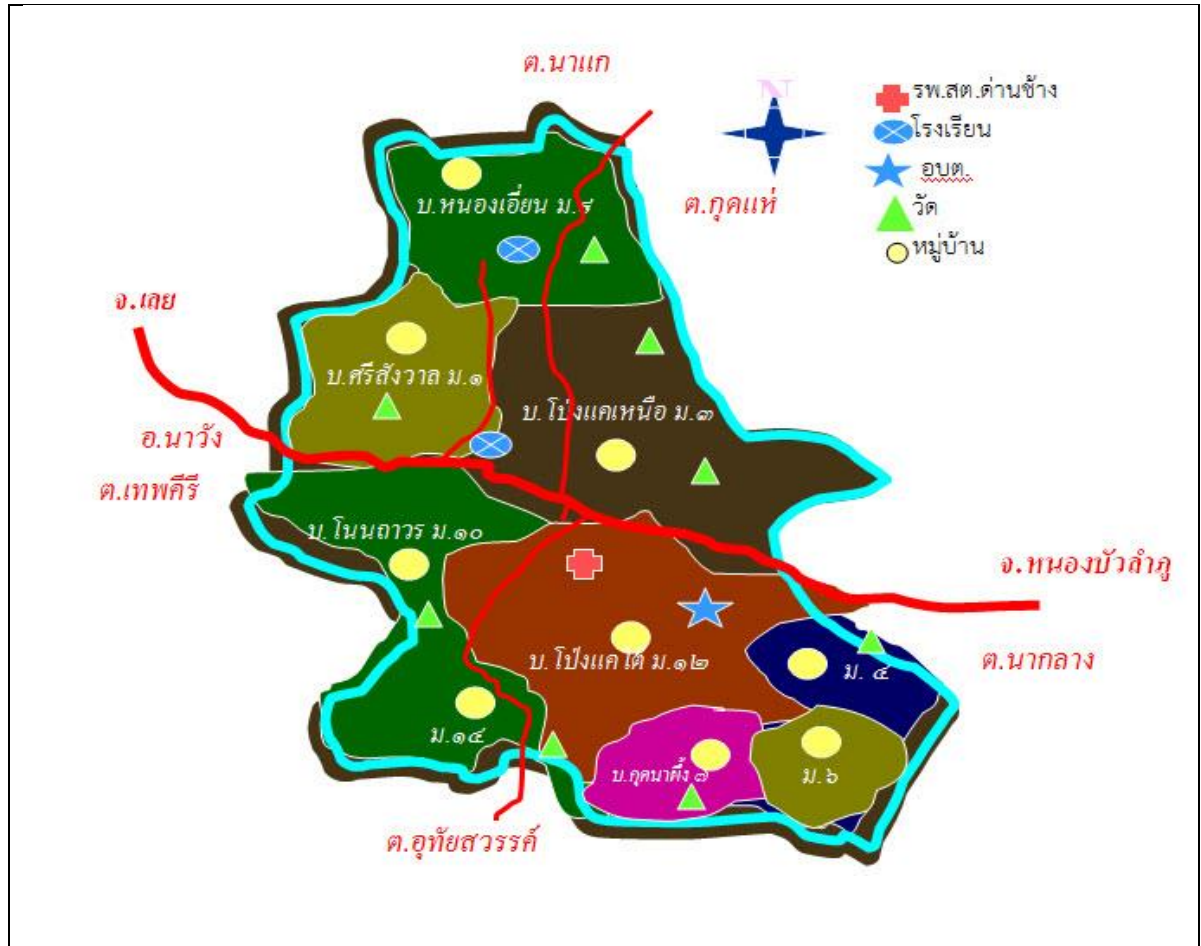 ต.นาแก
N
รพ.สต.ด่านช้าง
โรงเรียน
อบต.
วัด
หมู่บ้าน
บ.หนองเอี่ยน ม.๙
ต.กุดแห่
จ.เลย
บ.ศรีสังวาล ม.๑
บ.โป่งแคเหนือ ม.๓
อ.นาวัง
ต.เทพคีรี
บ.โนนถาวร ม.๑๐
จ.หนองบัวลำภู
บ.โป่งแคใต้ ม.๑๒
ม. ๔
ต.นากลาง
ม.๑๔
บ.กุดนาผึ้ง ๗
ม.๖
ต.อุทัยสวรรค์